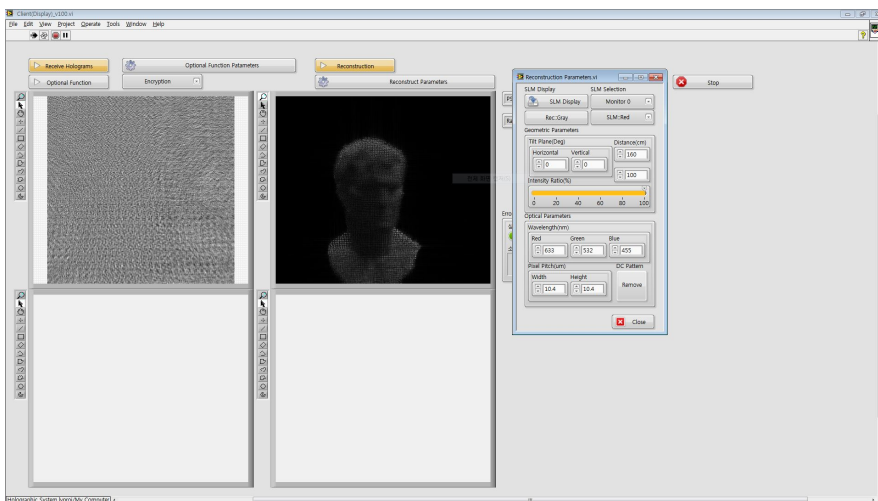 Client(Display)_v100.vi
File Edit View Project Operate Tools Window Help
Receive Holograms
Optional Function Patameters
Reconstruction
Optional Function
Encryption
Reconstruct Parameters
Stop
Reconstruction Parameters.vi
SLM Display SLM Selection
SLM Display Monitor 0
Rec::Gray SLM::Red
Geometric Parameters
Tilt Plane(Deg) Distance(cm)
Horizontal Vertical 160
0 0
100
Intensity Ratio(%)
0 20 40 60 80 100
Optical Parameters
Wavelength(nm)
Red Green Blue
633 532 455
Pixel Pitch(um) DC Pattern
Width Height
10.4 10.4 Remove
Close
PS
Ra
Erro
Holographic System.lvproj/My Computer